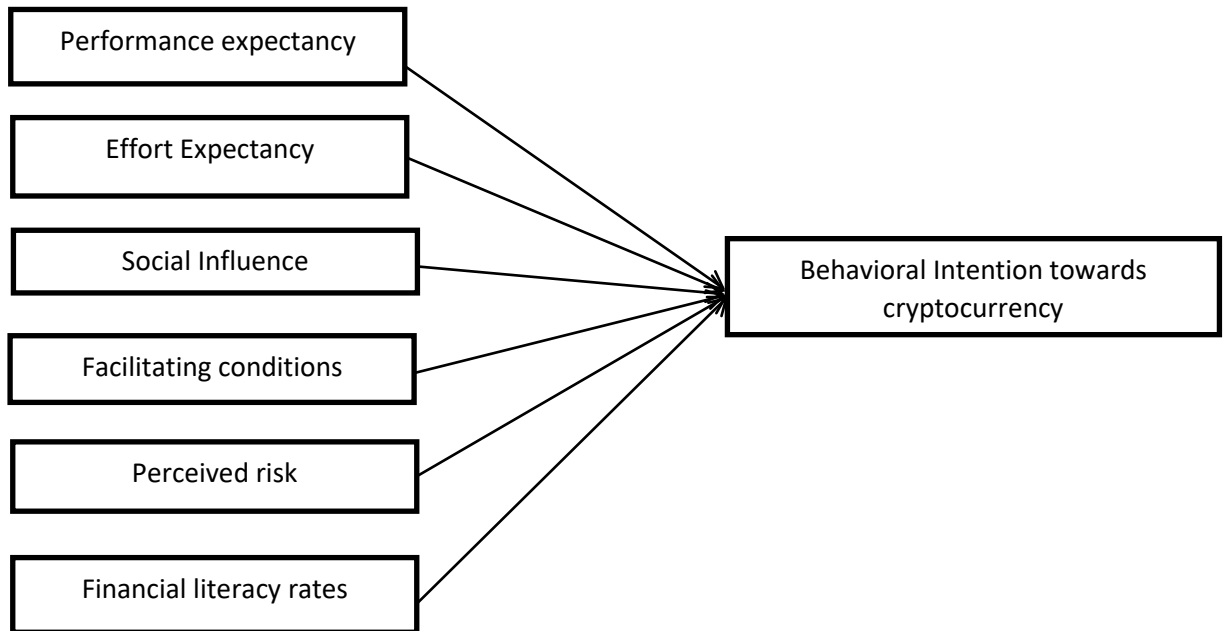 Performance expectancy
Effort Expectancy
Social Influence
Facilitating conditions
Perceived risk
Financial literacy rates
Behavioral Intention towards
cryptocurrency